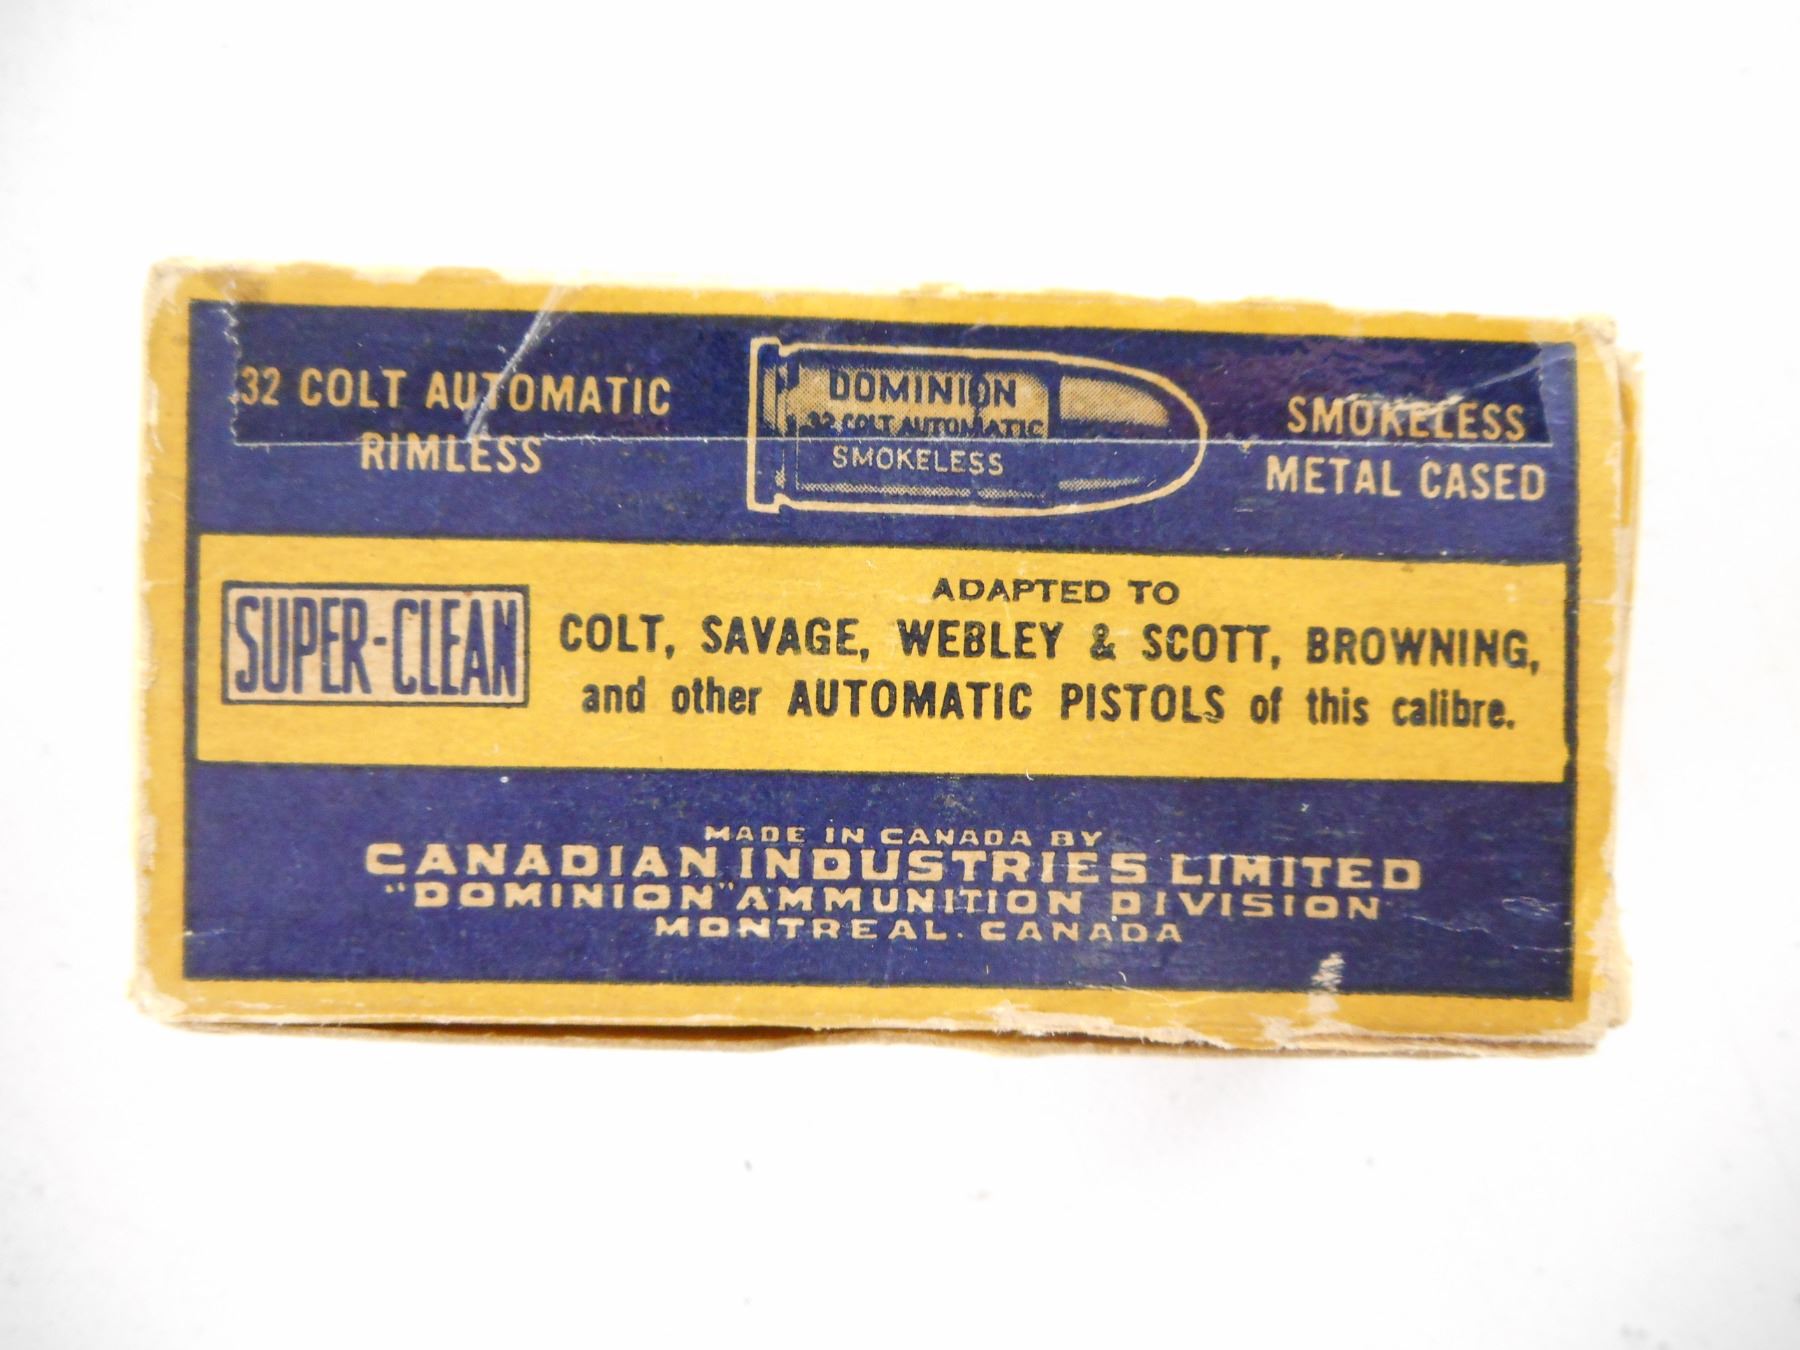 .32 COLT AUTOMATIC
RIMLESS
DOMINION
.32 COLT AUTOMATIC
SMOKELESS
SMOKELESS
METAL CASED
SUPER-CLEAN
ADAPTED TO
COLT, SAVAGE, WEBLEY & SCOTT, BROWNING,
and other AUTOMATIC PISTOLS of this calibre.
MADE IN CANADA BY
CANADIAN INDUSTRIES LIMITED
"DOMINION" AMMUNITION DIVISION
MONTREAL. CANADA